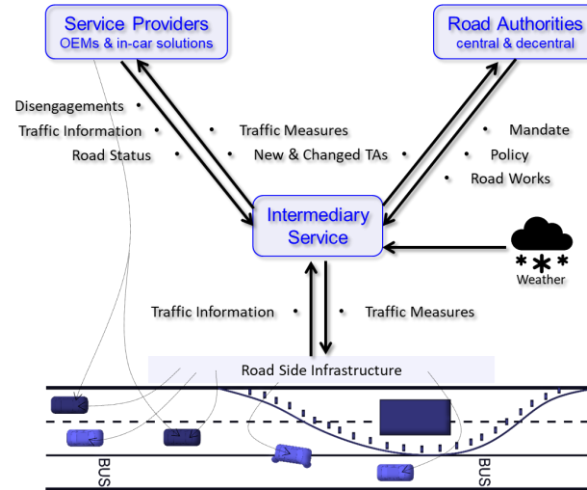 Service Providers
OEMs & in-car solutions
Road Authorities
central & decentral
Disengagements
Traffic Information
Road Status
Traffic Measures
New & Changed TAs
Mandate
Policy
Road Works
Intermediary
Service
Weather
Traffic Information
Traffic Measures
Road Side Infrastructure
BUS
BUS